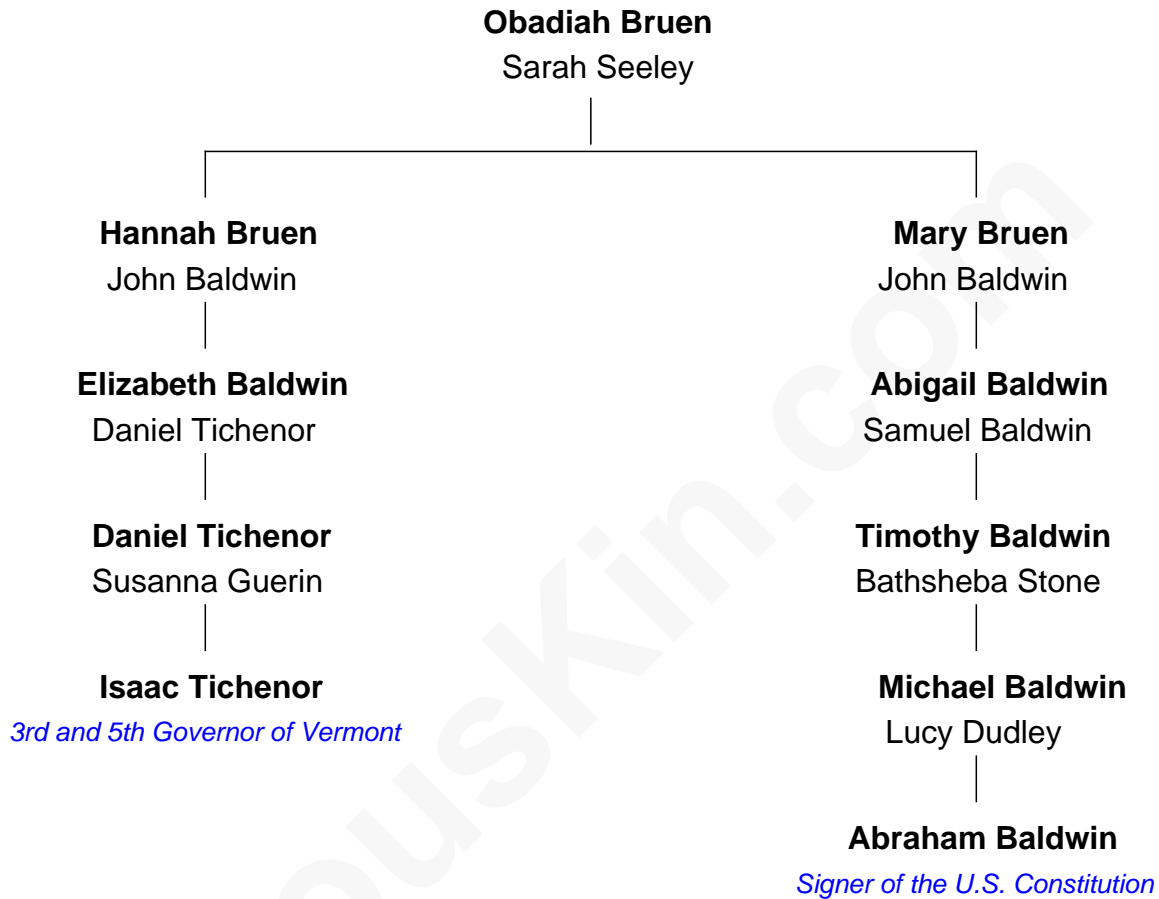 Obadiah Bruen
Sarah Seeley
Hannah Bruen
John Baldwin
Elizabeth Baldwin
Daniel Tichenor
Daniel Tichenor
Susanna Guerin
Isaac Tichenor
3rd and 5th Governor of Vermont
Mary Bruen
John Baldwin
Abigail Baldwin
Samuel Baldwin
Timothy Baldwin
Bathsheba Stone
Michael Baldwin
Lucy Dudley
Abraham Baldwin
Signer of the U.S. Constitution
ousKin.com